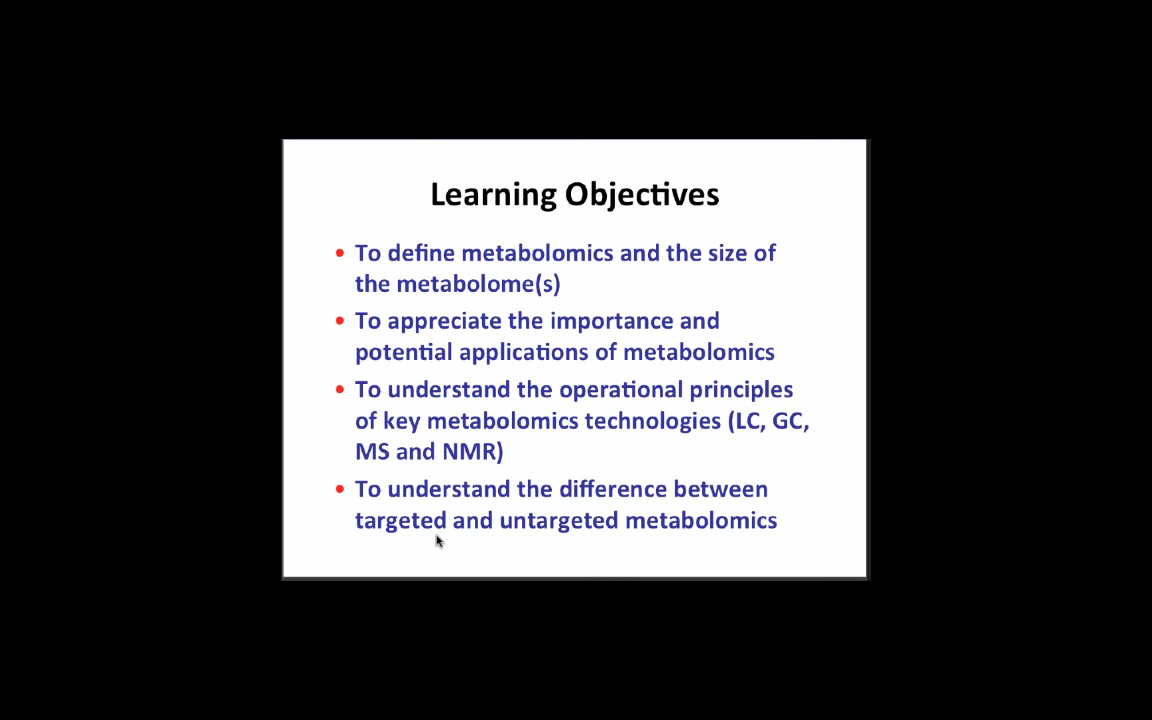 Learning Objectives
• To define metabolomics and the size of
the metabolome(s)
• To appreciate the importance and
potential applications of metabolomics
• To understand the operational principles
of key metabolomics technologies (LC, GC,
MS and NMR)
• To understand the difference between
targeted and untargeted metabolomics